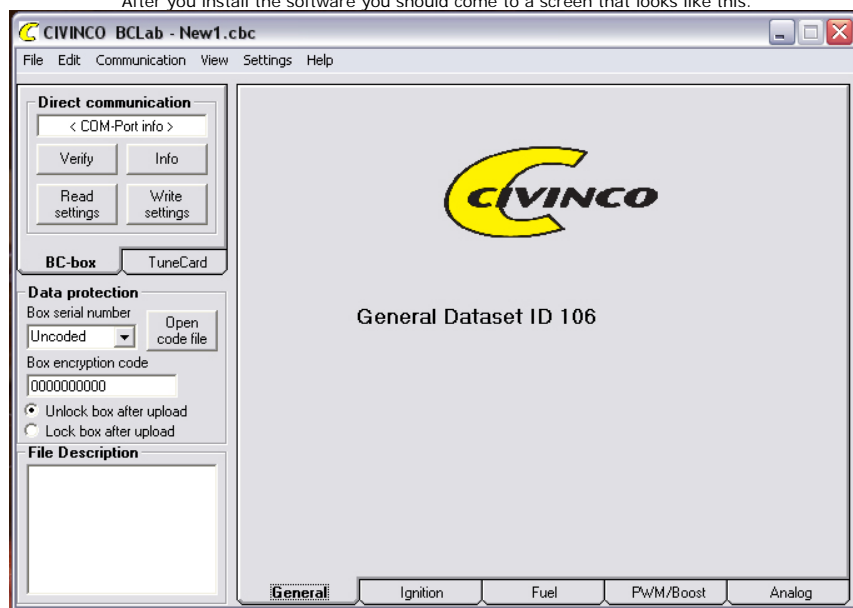 After you install the software you should come to a screen that looks like this.
CIVINCO BCLab - New1.cbc
File Edit Communication View Settings Help
Direct communication
< COM-Port info >
Verify Info
Read settings
Write settings
BC-box TuneCard
Data protection
Box serial number
Uncoded
Open code file
Box encryption code
0000000000
Unlock box after upload
Lock box after upload
File Description
CIVINCO
General Dataset ID 106
General Ignition Fuel PWM/Boost Analog